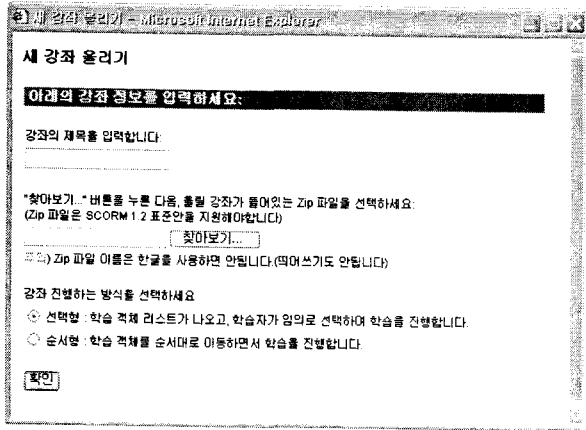 새 강좌 올리기 - Microsoft Internet Explorer
새 강좌 올리기
아래의 강좌 정보를 입력하세요:
강좌의 제목을 입력합니다:
"찾아보기..." 버튼을 누른 다음, 올릴 강좌가 들어있는 Zip 파일을 선택하세요:
(Zip 파일은 SCORM 1.2 표준안을 지원해야합니다)
찾아보기...
) Zip 파일 이름은 한글을 사용하면 안됩니다.(띄어쓰기도 안됩니다)
강좌 진행하는 방식을 선택하세요
선택형 : 학습 객체 리스트가 나오고, 학습자가 임의로 선택하여 학습을 진행합니다.
순서형 : 학습 객체를 순서대로 이동하면서 학습을 진행합니다.
확인